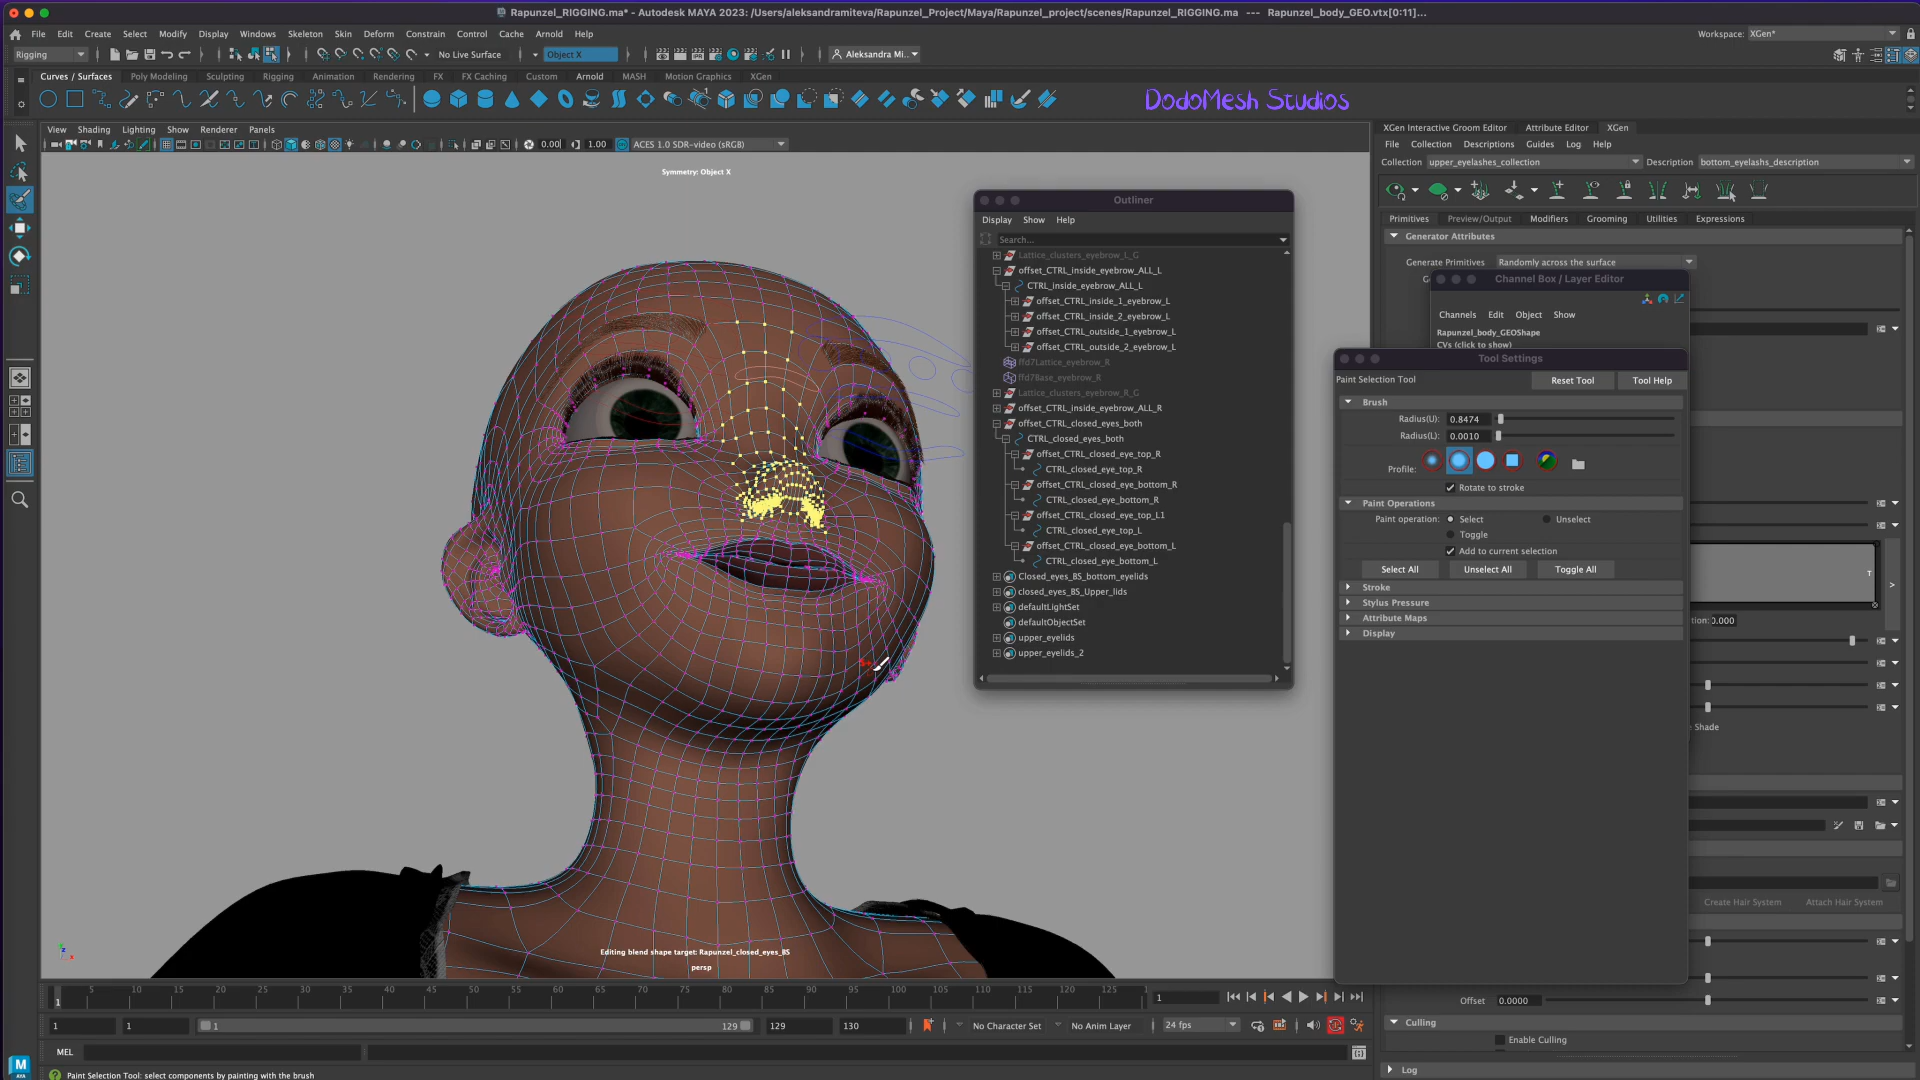 Rapunzel_RIGGING.ma* - Autodesk MAYA 2023: /Users/aleksandramiteva/Rapunzel_Project/Maya/Rapunzel_project/scenes/Rapunzel_RIGGING.ma --- Rapunzel_body_GEO.vtx[0:11]...
File Edit Create Select Modify Display Windows Skeleton Skin Deform Constrain Control Cache Arnold Help
Workspace: XGen*
Rigging
No Live Surface
Object X
Aleksandra Mi...
Curves / Surfaces Poly Modeling Sculpting Rigging Animation Rendering FX FX Caching Custom Arnold MASH Motion Graphics XGen
DodoMesh Studios
View Shading Lighting Show Renderer Panels
0.00 1.00 ACES 1.0 SDR-video (sRGB)
Symmetry: Object X
XGen Interactive Groom Editor Attribute Editor XGen
File Collection Descriptions Guides Log Help
Collection upper_eyelashes_collection Description bottom_eyelashs_description
Primitives Preview/Output Modifiers Grooming Utilities Expressions
Generator Attributes
Generate Primitives Randomly across the surface
Outliner
Display Show Help
Search...
Lattice_clusters_eyebrow_L_G
offset_CTRL_inside_eyebrow_ALL_L
CTRL_inside_eyebrow_ALL_L
offset_CTRL_inside_1_eyebrow_L
offset_CTRL_inside_2_eyebrow_L
offset_CTRL_outside_1_eyebrow_L
offset_CTRL_outside_2_eyebrow_L
ffd7Lattice_eyebrow_R
ffd7Base_eyebrow_R
Lattice_clusters_eyebrow_R_G
offset_CTRL_inside_eyebrow_ALL_R
offset_CTRL_closed_eyes_both
CTRL_closed_eyes_both
offset_CTRL_closed_eye_top_R
CTRL_closed_eye_top_R
offset_CTRL_closed_eye_bottom_R
CTRL_closed_eye_bottom_R
offset_CTRL_closed_eye_top_L1
CTRL_closed_eye_top_L
offset_CTRL_closed_eye_bottom_L
CTRL_closed_eye_bottom_L
Closed_eyes_BS_bottom_eyelids
closed_eyes_BS_Upper_lids
defaultLightSet
defaultObjectSet
upper_eyelids
upper_eyelids_2
Channel Box / Layer Editor
Channels Edit Object Show
Rapunzel_body_GEOShape
CVs (click to show)
Tool Settings
Paint Selection Tool Reset Tool Tool Help
Brush
Radius(U): 0.8474
Radius(L): 0.0010
Profile:
Rotate to stroke
Paint Operations
Paint operation: Select Unselect
Toggle
Add to current selection
Select All Unselect All Toggle All
Stroke
Stylus Pressure
Attribute Maps
Display
T
>
tion: 0.000
e Shade
Create Hair System Attach Hair System
Offset 0.0000
Culling
Enable Culling
Log
Editing blend shape target: Rapunzel_closed_eyes_BS
persp
1 5 10 15 20 25 30 35 40 45 50 55 60 65 70 75 80 85 90 95 100 105 110 115 120 125 1
1
1 1 1 129 129 130 No Character Set No Anim Layer 24 fps
MEL
M
Paint Selection Tool: select components by painting with the brush